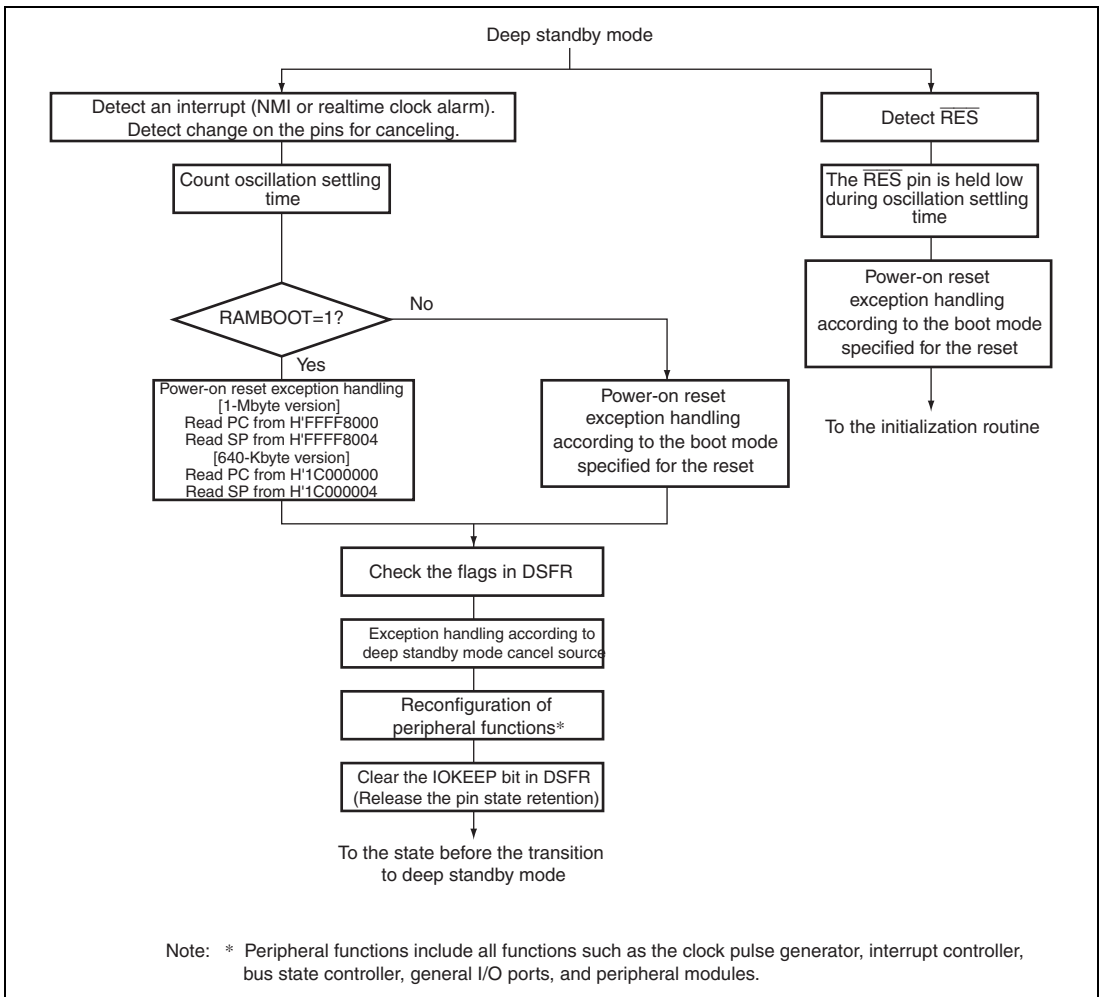 Deep standby mode
Detect an interrupt (NMI or realtime clock alarm).
Detect change on the pins for canceling.
Count oscillation settling
time
RAMBOOT=1?
No
Yes
Power-on reset exception handling
[1-Mbyte version]
Read PC from H'FFFF8000
Read SP from H'FFFF8004
[640-Kbyte version]
Read PC from H'1C000000
Read SP from H'1C000004
Power-on reset
exception handling
according to the boot mode
specified for the reset
Detect R̅E̅S̅
The R̅E̅S̅ pin is held low
during oscillation settling
time
Power-on reset
exception handling
according to the boot mode
specified for the reset
To the initialization routine
Check the flags in DSFR
Exception handling according to
deep standby mode cancel source
Reconfiguration of
peripheral functions*
Clear the IOKEEP bit in DSFR
(Release the pin state retention)
To the state before the transition
to deep standby mode
Note: * Peripheral functions include all functions such as the clock pulse generator, interrupt controller,
bus state controller, general I/O ports, and peripheral modules.